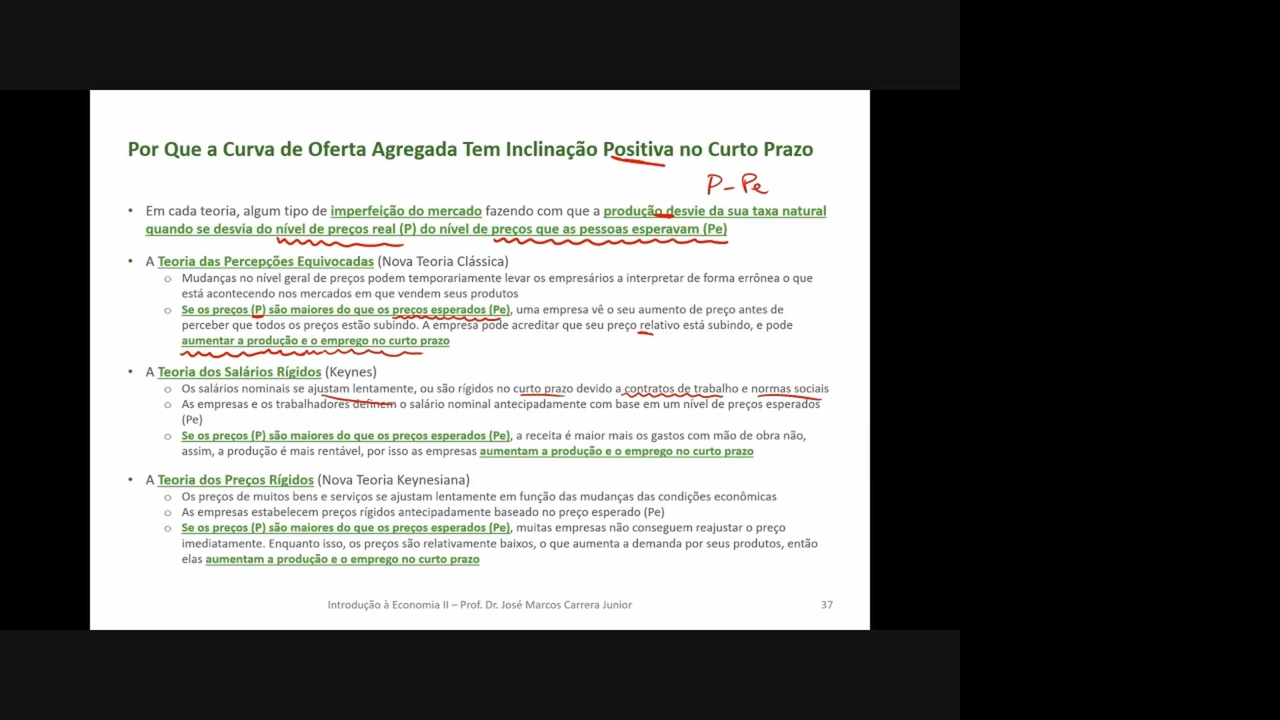 Por Que a Curva de Oferta Agregada Tem Inclinação Positiva no Curto Prazo
P - Pe
• Em cada teoria, algum tipo de imperfeição do mercado fazendo com que a produção desvie da sua taxa natural
quando se desvia do nível de preços real (P) do nível de preços que as pessoas esperavam (Pe)
• A Teoria das Percepções Equivocadas (Nova Teoria Clássica)
o Mudanças no nível geral de preços podem temporariamente levar os empresários a interpretar de forma errônea o que
está acontecendo nos mercados em que vendem seus produtos
o Se os preços (P) são maiores do que os preços esperados (Pe), uma empresa vê o seu aumento de preço antes de
perceber que todos os preços estão subindo. A empresa pode acreditar que seu preço relativo está subindo, e pode
aumentar a produção e o emprego no curto prazo
• A Teoria dos Salários Rígidos (Keynes)
o Os salários nominais se ajustam lentamente, ou são rígidos no curto prazo devido a contratos de trabalho e normas sociais
o As empresas e os trabalhadores definem o salário nominal antecipadamente com base em um nível de preços esperados
(Pe)
o Se os preços (P) são maiores do que os preços esperados (Pe), a receita é maior mais os gastos com mão de obra não,
assim, a produção é mais rentável, por isso as empresas aumentam a produção e o emprego no curto prazo
• A Teoria dos Preços Rígidos (Nova Teoria Keynesiana)
o Os preços de muitos bens e serviços se ajustam lentamente em função das mudanças das condições econômicas
o As empresas estabelecem preços rígidos antecipadamente baseado no preço esperado (Pe)
o Se os preços (P) são maiores do que os preços esperados (Pe), muitas empresas não conseguem reajustar o preço
imediatamente. Enquanto isso, os preços são relativamente baixos, o que aumenta a demanda por seus produtos, então
elas aumentam a produção e o emprego no curto prazo
Introdução à Economia II – Prof. Dr. José Marcos Carrera Junior 37